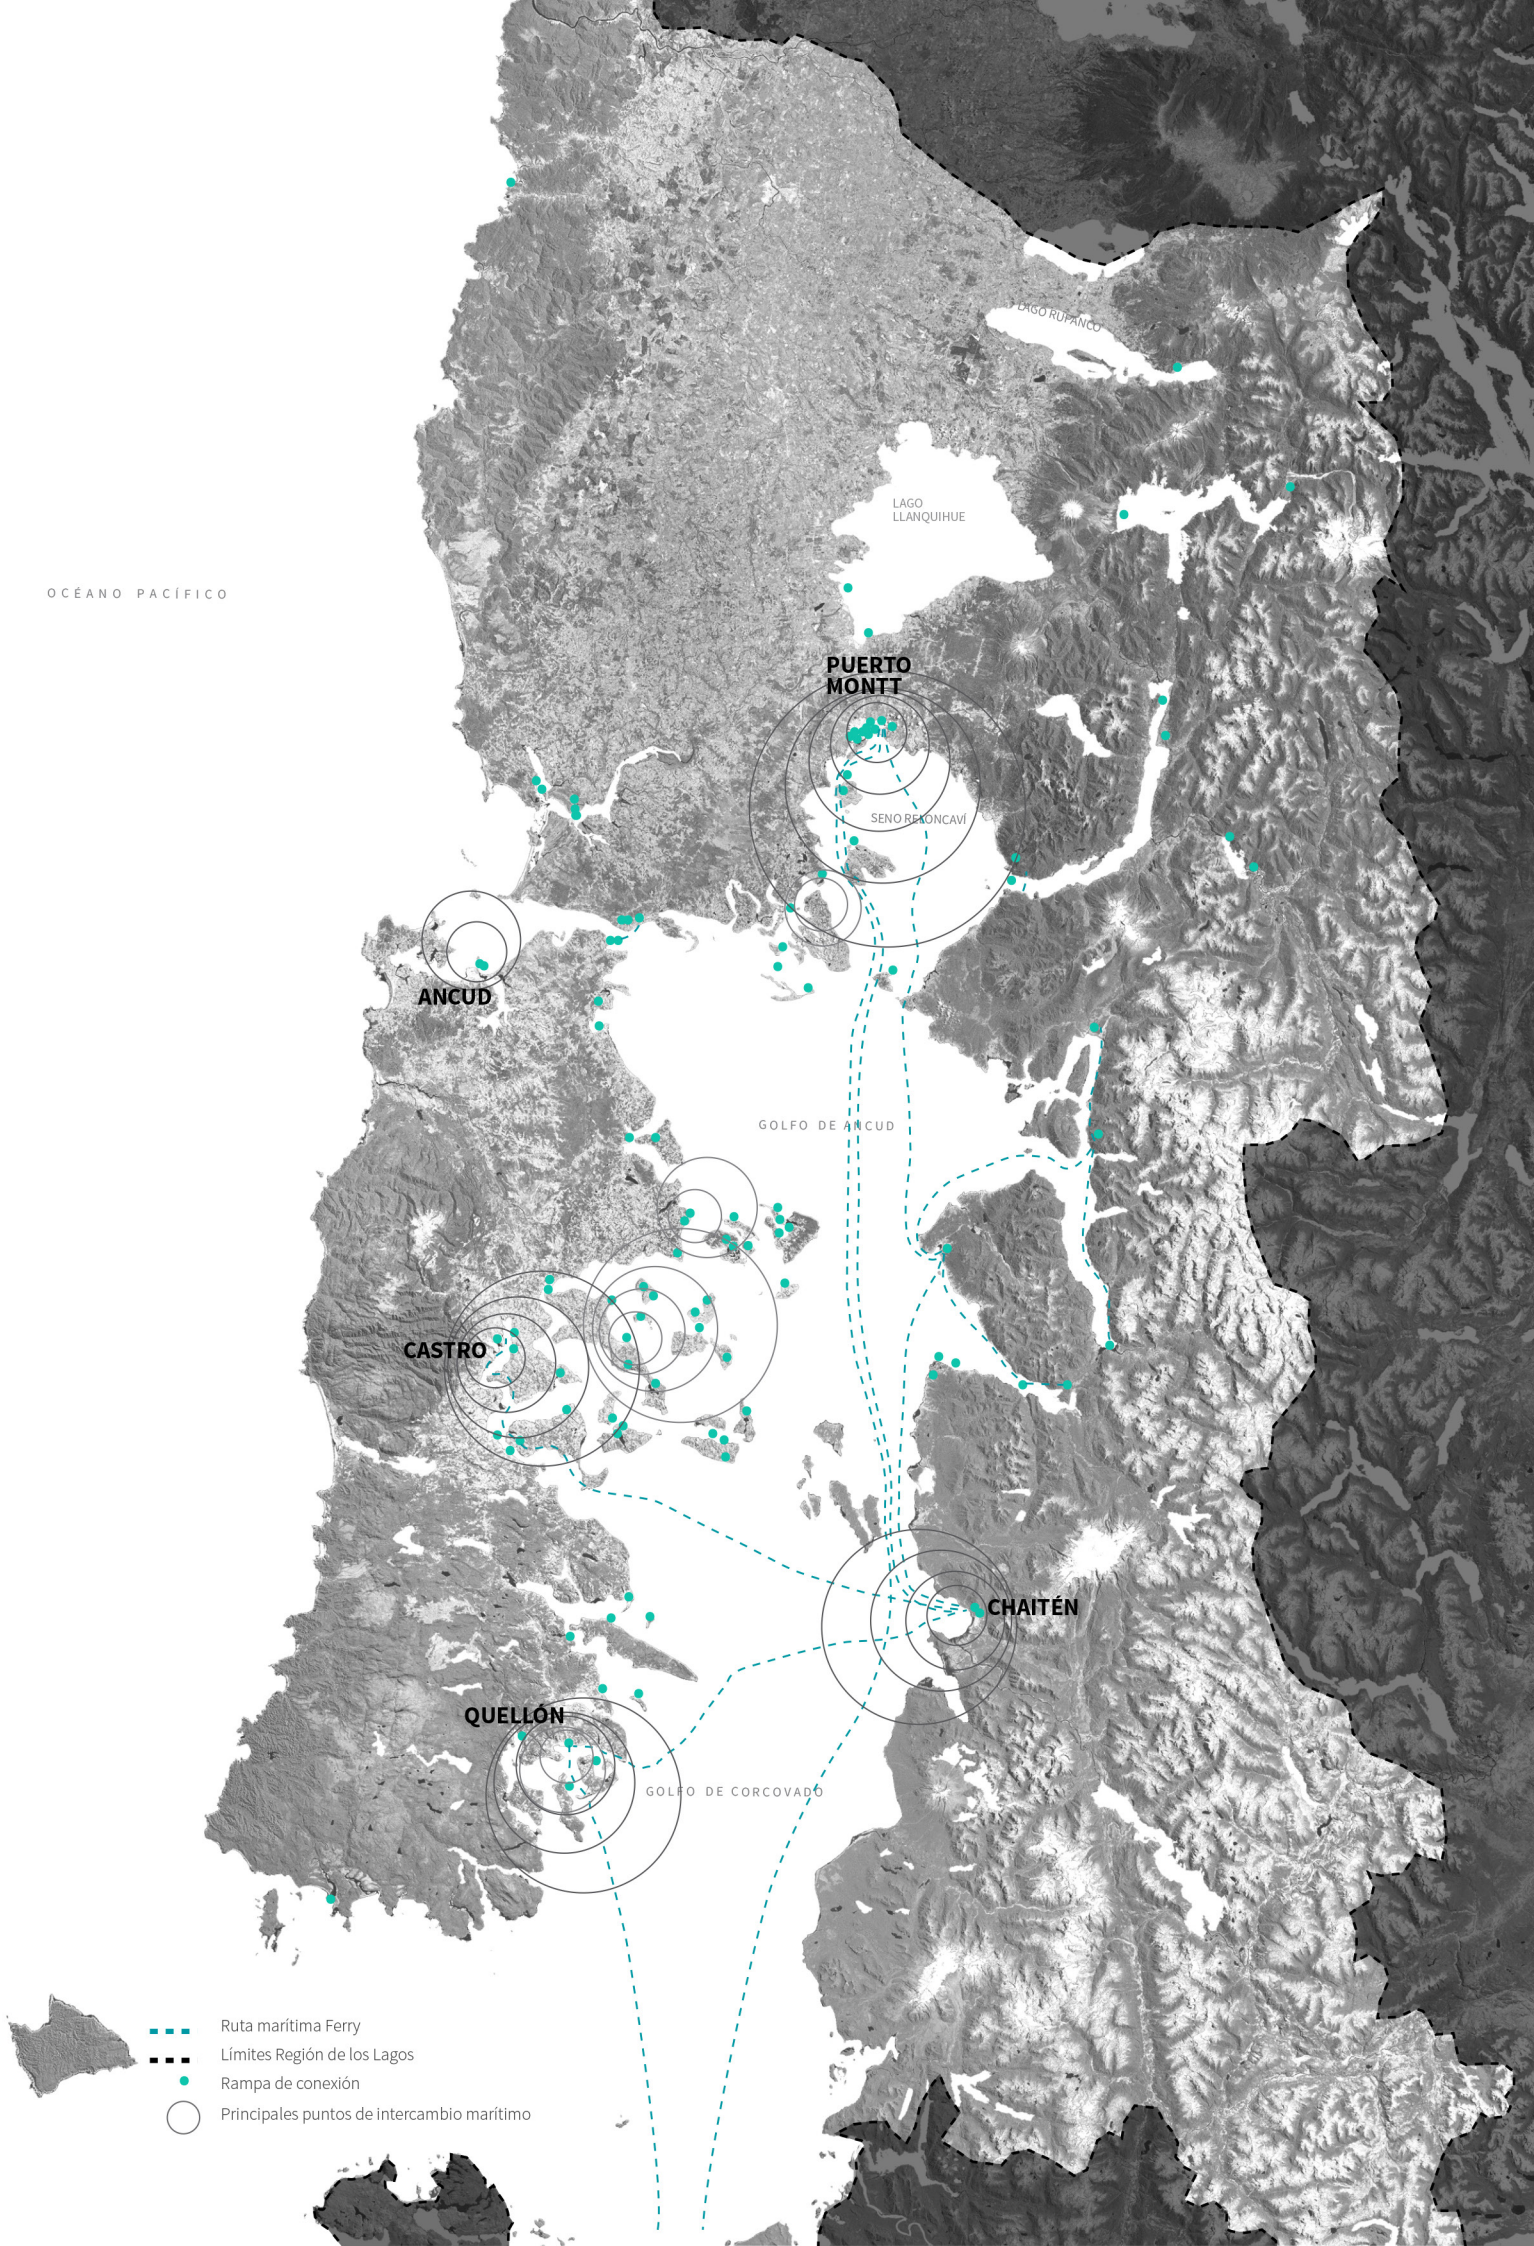 LAGO RUPANCO
LAGO
LLANQUIHUE
OCÉANO PACÍFICO
PUERTO
MONTT
SENO RELONCAVÍ
ANCUD
GOLFO DE ANCUD
CASTRO
CHAITÉN
QUELLÓN
GOLFO DE CORCOVADO
Ruta marítima Ferry
Límites Región de los Lagos
Rampa de conexión
Principales puntos de intercambio marítimo